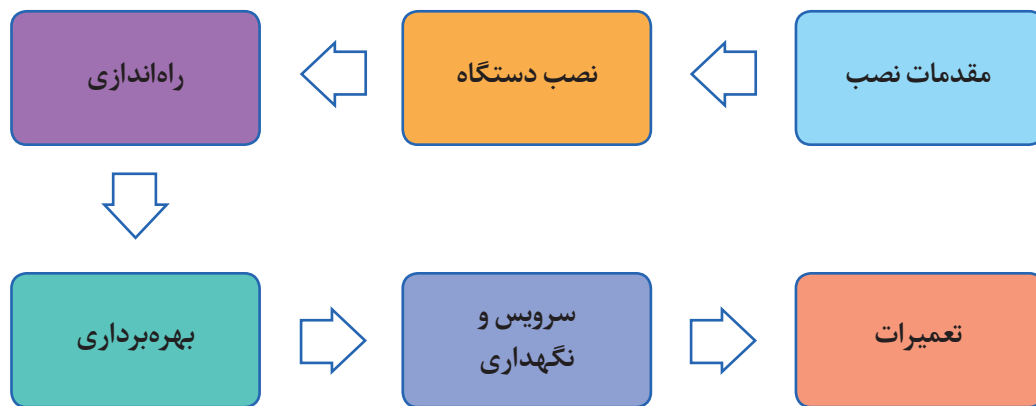 مقدمات نصب
نصب دستگاه
راه‌اندازی
بهره‌برداری
سرویس و
نگهداری
تعمیرات